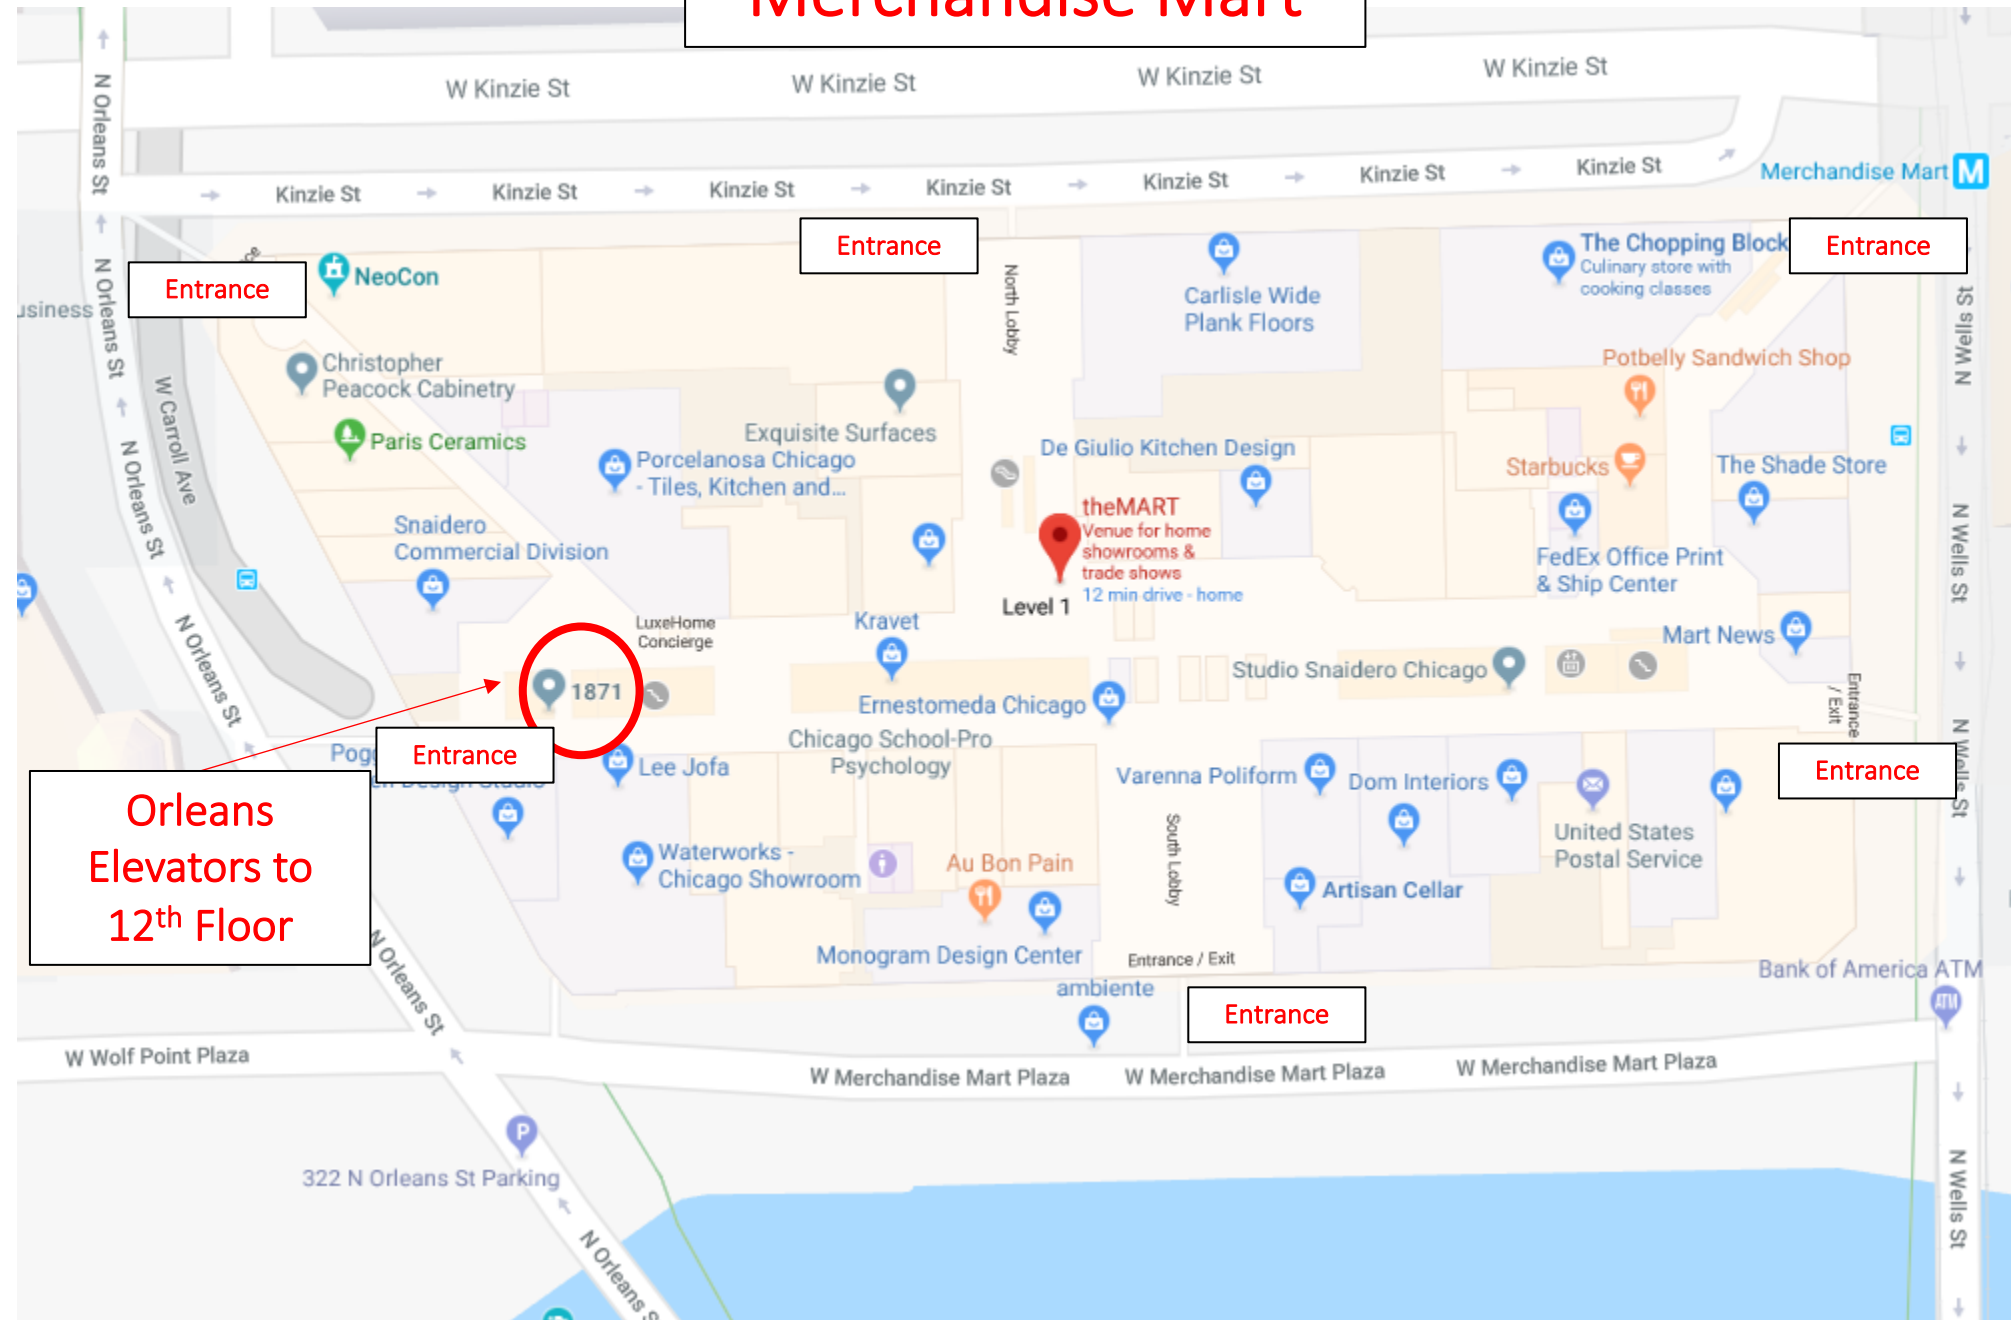 Merchandise Mart
W Kinzie St
W Kinzie St
W Kinzie St
W Kinzie St
N Orleans St
Kinzie St
Kinzie St
Kinzie St
Kinzie St
Kinzie St
Kinzie St
Kinzie St
Merchandise Mart M
Entrance
Entrance
Entrance
NeoCon
North Lobby
Carlisle Wide
Plank Floors
The Chopping Block
Culinary store with
cooking classes
N Orleans St
N Wells St
usiness
Christopher
Peacock Cabinetry
Potbelly Sandwich Shop
W Carroll Ave
Paris Ceramics
Exquisite Surfaces
De Giulio Kitchen Design
Porcelanosa Chicago
- Tiles, Kitchen and...
Starbucks
The Shade Store
N Orleans St
theMART
Venue for home
showrooms &
trade shows
12 min drive - home
Level 1
Snaidero
Commercial Division
FedEx Office Print
& Ship Center
N Wells St
LuxeHome
Concierge
Kravet
Mart News
N Orleans St
1871
Studio Snaidero Chicago
Ernestomeda Chicago
Entrance
/ Exit
Chicago School-Pro
Psychology
Entrance
Pogg
en Design Studio
Lee Jofa
Varenna Poliform
Dom Interiors
Entrance
N Wells St
Orleans
Elevators to
12th Floor
South Lobby
United States
Postal Service
Waterworks -
Chicago Showroom
Au Bon Pain
Artisan Cellar
Monogram Design Center
Entrance / Exit
N Orleans St
Bank of America ATM
ATM
ambiente
Entrance
W Wolf Point Plaza
W Merchandise Mart Plaza
W Merchandise Mart Plaza
W Merchandise Mart Plaza
P
322 N Orleans St Parking
N Wells St
N Orleans S